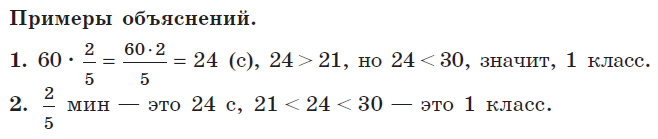 Примеры объяснений.
1. 60 · 2/5 = 60·2/5 = 24 (с), 24 > 21, но 24 < 30, значит, 1 класс.
2. 2/5 мин — это 24 с, 21 < 24 < 30 — это 1 класс.